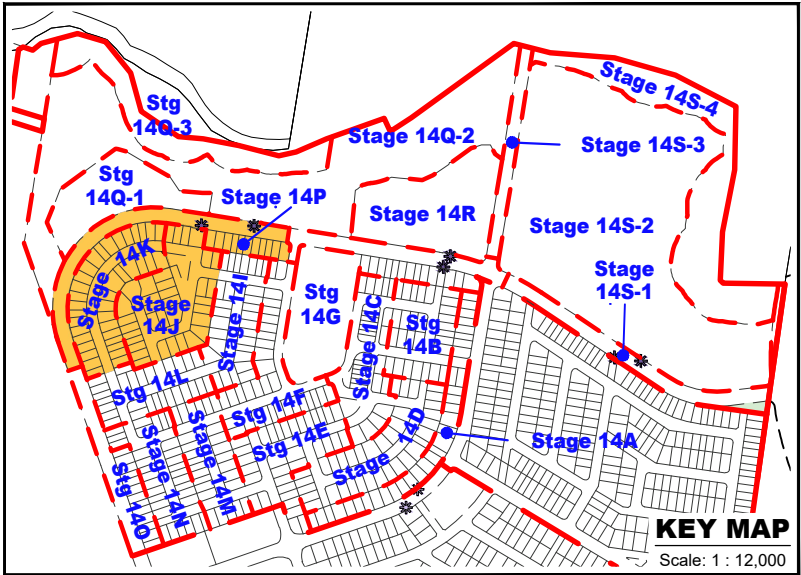 Stage 14S-4
Stg
14Q-3
Stage 14Q-2
Stage 14S-3
Stg
14Q-1
Stage 14P
Stage 14R
Stage 14S-2
Stage 14K
Stage
14S-1
Stage
14J
Stage 14I
Stg
14G
Stage 14C
Stg
14B
Stg 14L
Stg 14F
Stage 14D
Stg 14E
Stage 14A
Stg 14O
Stage 14N
Stage 14M
KEY MAP
Scale: 1 : 12,000